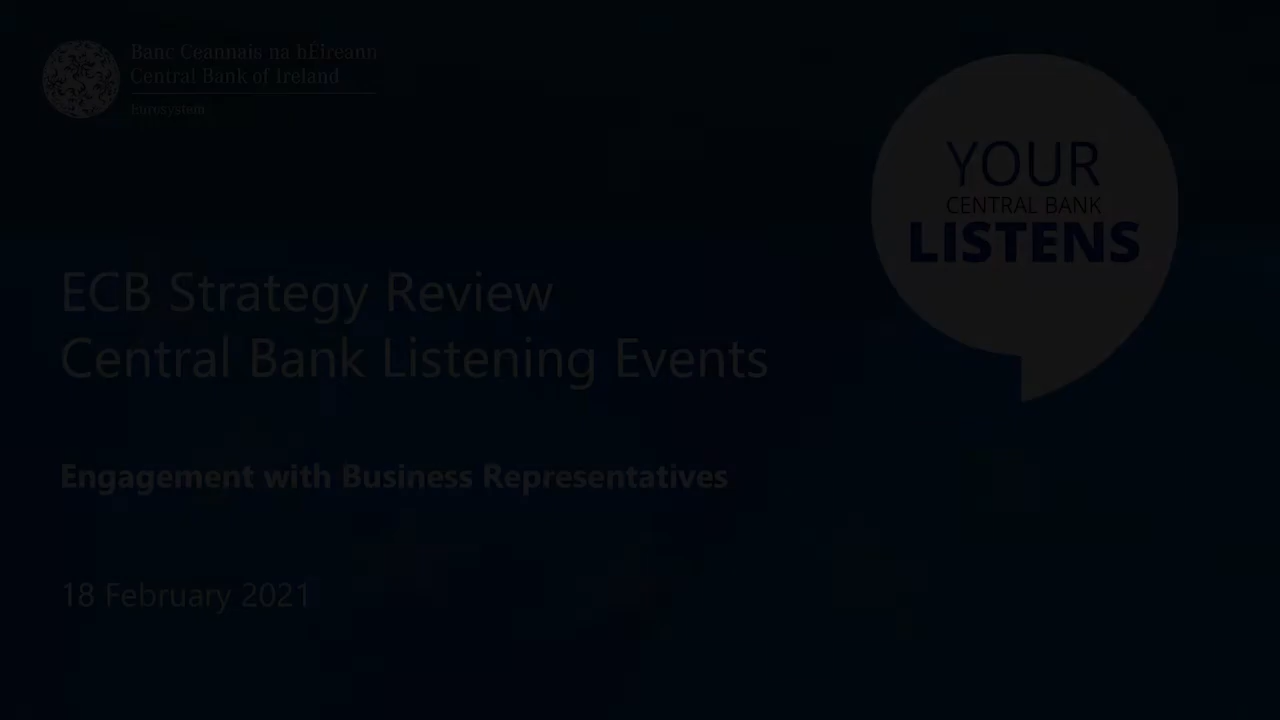 Banc Ceannais na hÉireann
Central Bank of Ireland
Eurosystem
YOUR
CENTRAL BANK
LISTENS
ECB Strategy Review
Central Bank Listening Events
Engagement with Business Representatives
18 February 2021